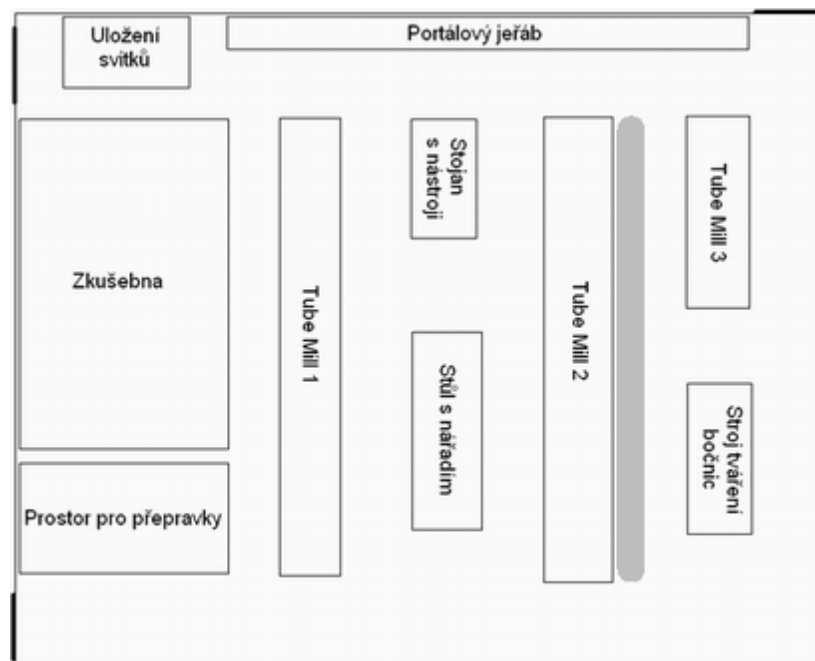 Uložení
svitků
Portálový jeřáb
Zkušebna
Tube Mill 1
Stojan
s nástroji
Stůl s nářadím
Tube Mill 2
Tube Mill 3
Stroj tváření
bočnic
Prostor pro přepravky